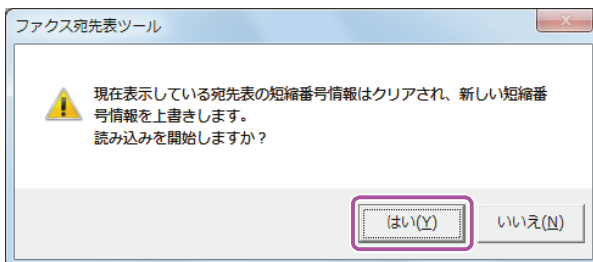 ファクス宛先表ツール
現在表示している宛先表の短縮番号情報はクリアされ、新しい短縮番
号情報を上書きします。
読み込みを開始しますか？
はい(Y) いいえ(N)